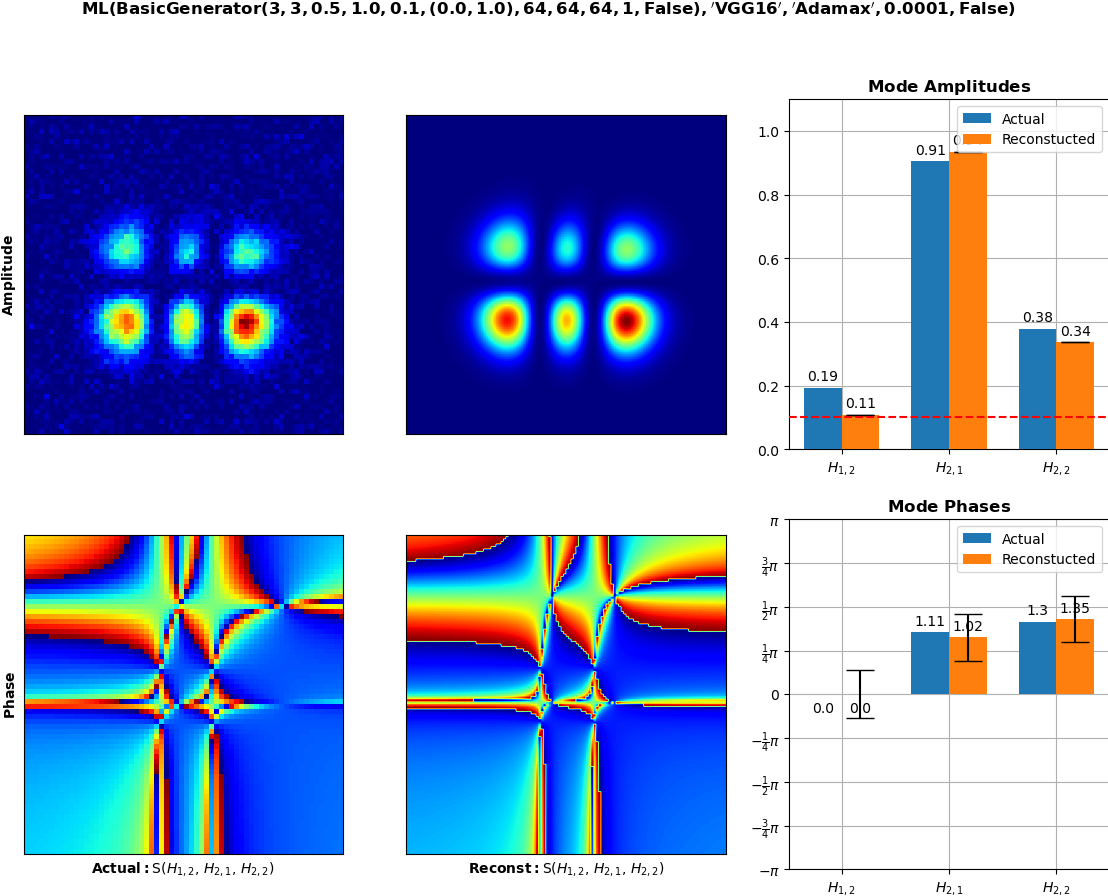 ML(BasicGenerator(3, 3, 0.5, 1.0, 0.1, (0.0, 1.0), 64, 64, 64, 1, False), 'VGG16', 'Adamax', 0.0001, False)
Mode Amplitudes
Actual
Reconstucted
1.0
0.8
0.6
0.4
0.2
0.0
0.19
0.11
0.91
0.38
0.34
H1,2
H2,1
H2,2
Amplitude
Mode Phases
Actual
Reconstucted
π
3/4π
1/2π
1/4π
0
−1/4π
−1/2π
−3/4π
−π
0.0
0.0
1.11
1.02
1.3
1.35
H1,2
H2,1
H2,2
Phase
Actual: S(H1,2, H2,1, H2,2)
Reconst: S(H1,2, H2,1, H2,2)